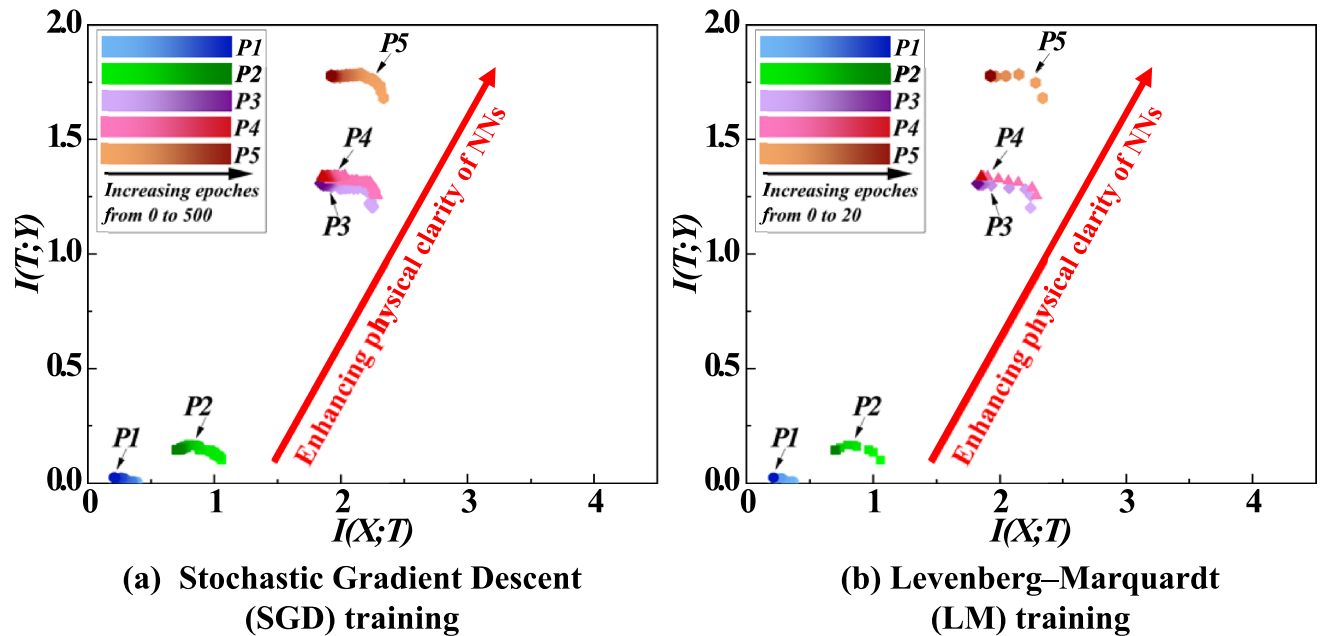 2.0
1.5
1.0
0.5
0.0
I(T;Y)
P1
P2
P3
P4
P5
Increasing epoches
from 0 to 500
P5
P4
P3
P2
P1
Enhancing physical clarity of NNs
0
1
2
3
4
I(X;T)
(a) Stochastic Gradient Descent
(SGD) training
2.0
1.5
1.0
0.5
0.0
I(T;Y)
P1
P2
P3
P4
P5
Increasing epoches
from 0 to 20
P5
P4
P3
P2
P1
Enhancing physical clarity of NNs
0
1
2
3
4
I(X;T)
(b) Levenberg–Marquardt
(LM) training